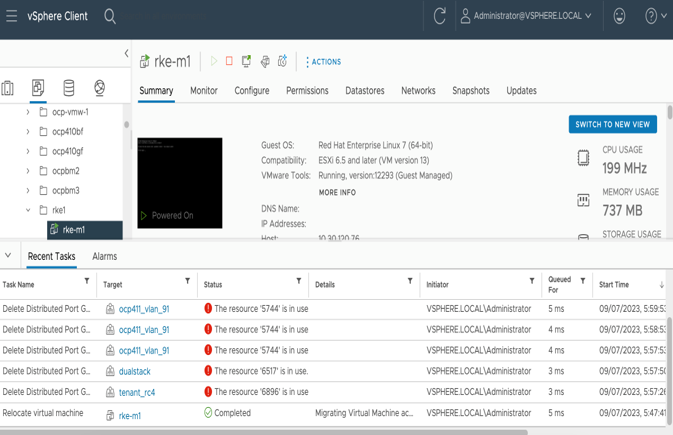 vSphere Client
Administrator@VSPHERE.LOCAL
rke-m1
ACTIONS
Summary Monitor Configure Permissions Datastores Networks Snapshots Updates
ocp-vmw-1
ocp410bf
ocp410gf
ocpbm2
ocpbm3
rke1
rke-m1
Powered On
SWITCH TO NEW VIEW
Guest OS: Red Hat Enterprise Linux 7 (64-bit)
Compatibility: ESXi 6.5 and later (VM version 13)
VMware Tools: Running, version:12293 (Guest Managed)
MORE INFO
DNS Name:
IP Addresses:
Host: 10.30.120.76
CPU USAGE
199 MHz
MEMORY USAGE
737 MB
STORAGE USAGE
Recent Tasks Alarms
Task Name Target Status Details Initiator Queued For Start Time
Delete Distributed Port G... ocp411_vlan_91 The resource '5744' is in use VSPHERE.LOCAL\Administrator 5 ms 09/07/2023, 5:59:53
Delete Distributed Port G... ocp411_vlan_91 The resource '5744' is in use VSPHERE.LOCAL\Administrator 4 ms 09/07/2023, 5:58:53
Delete Distributed Port G... ocp411_vlan_91 The resource '5744' is in use VSPHERE.LOCAL\Administrator 4 ms 09/07/2023, 5:57:53
Delete Distributed Port G... dualstack The resource '6517' is in use. VSPHERE.LOCAL\Administrator 3 ms 09/07/2023, 5:57:50
Delete Distributed Port G... tenant_rc4 The resource '6896' is in use VSPHERE.LOCAL\Administrator 3 ms 09/07/2023, 5:57:26
Relocate virtual machine rke-m1 Completed Migrating Virtual Machine ac... VSPHERE.LOCAL\Administrator 5 ms 09/07/2023, 5:47:41